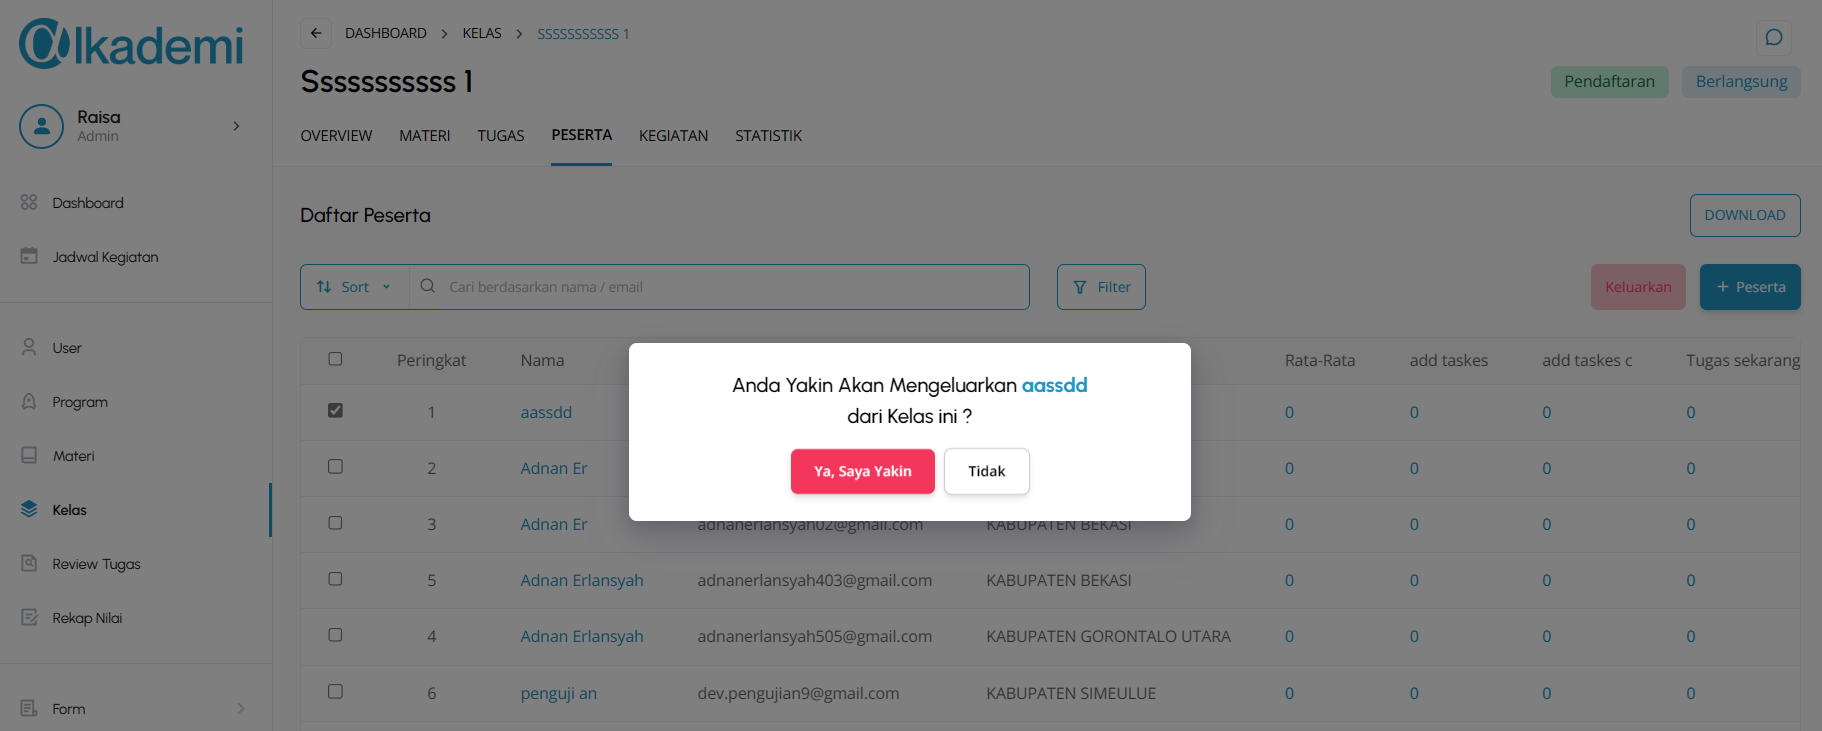 @lkademi
Raisa
Admin
Dashboard
Jadwal Kegiatan
User
Program
Materi
Kelas
Review Tugas
Rekap Nilai
Form
DASHBOARD > KELAS > SSSSSSSSSSS 1
Sssssssssss 1
Pendaftaran Berlangsung
OVERVIEW MATERI TUGAS PESERTA KEGIATAN STATISTIK
Daftar Peserta
DOWNLOAD
Sort Cari berdasarkan nama / email Filter Keluarkan + Peserta
Peringkat Nama Rata-Rata add taskes add taskes c Tugas sekarang
1 aassdd 0 0 0 0
2 Adnan Er 0 0 0 0
3 Adnan Er adnanerlansyah02@gmail.com KABUPATEN BEKASI 0 0 0 0
5 Adnan Erlansyah adnanerlansyah403@gmail.com KABUPATEN BEKASI 0 0 0 0
4 Adnan Erlansyah adnanerlansyah505@gmail.com KABUPATEN GORONTALO UTARA 0 0 0 0
6 penguji an dev.pengujian9@gmail.com KABUPATEN SIMEULUE 0 0 0 0
Anda Yakin Akan Mengeluarkan aassdd
dari Kelas ini ?
Ya, Saya Yakin Tidak